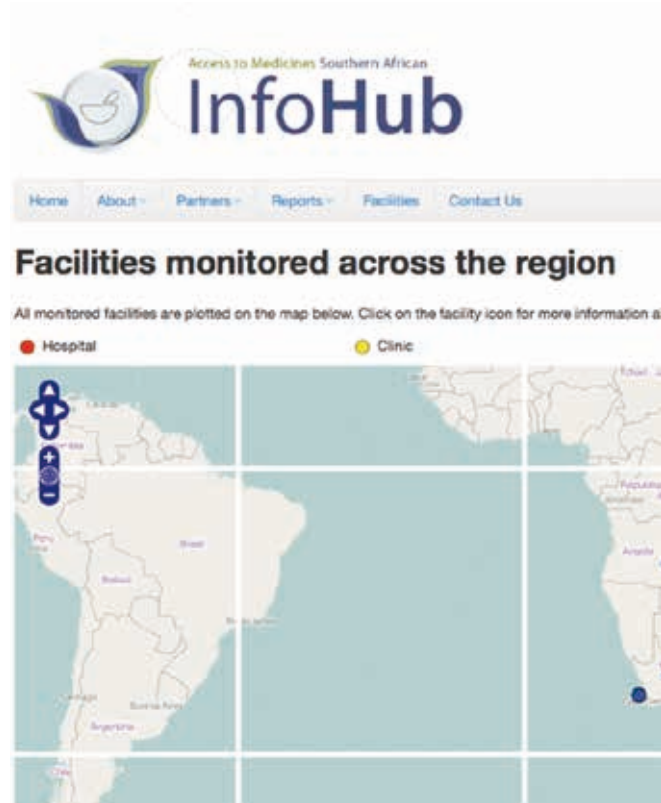 Access to Medicines Southern African
InfoHub
Home About Partners Reports Facilities Contact Us
Facilities monitored across the region
All monitored facilities are plotted on the map below. Click on the facility icon for more information a
Hospital Clinic
Brasil
Peru
Angola
Bolivia
Buenos Aires
Argentina
Chile